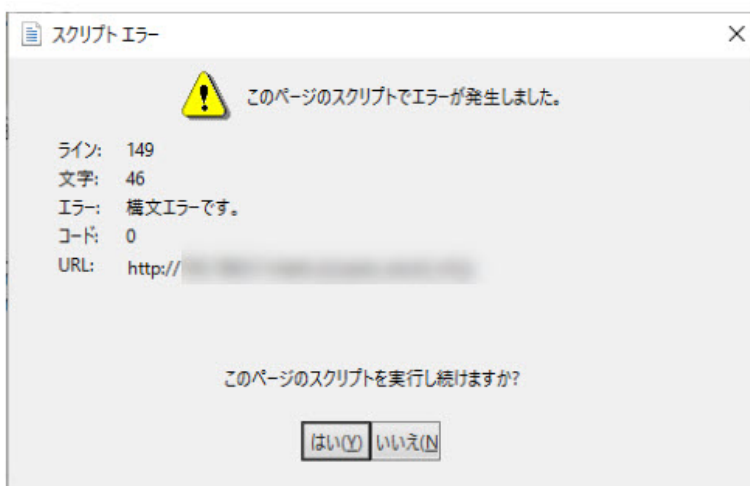 スクリプト エラー
このページのスクリプトでエラーが発生しました。
ライン: 149
文字: 46
エラー: 構文エラーです。
コード: 0
URL: http://
このページのスクリプトを実行し続けますか?
はい(Y) いいえ(N